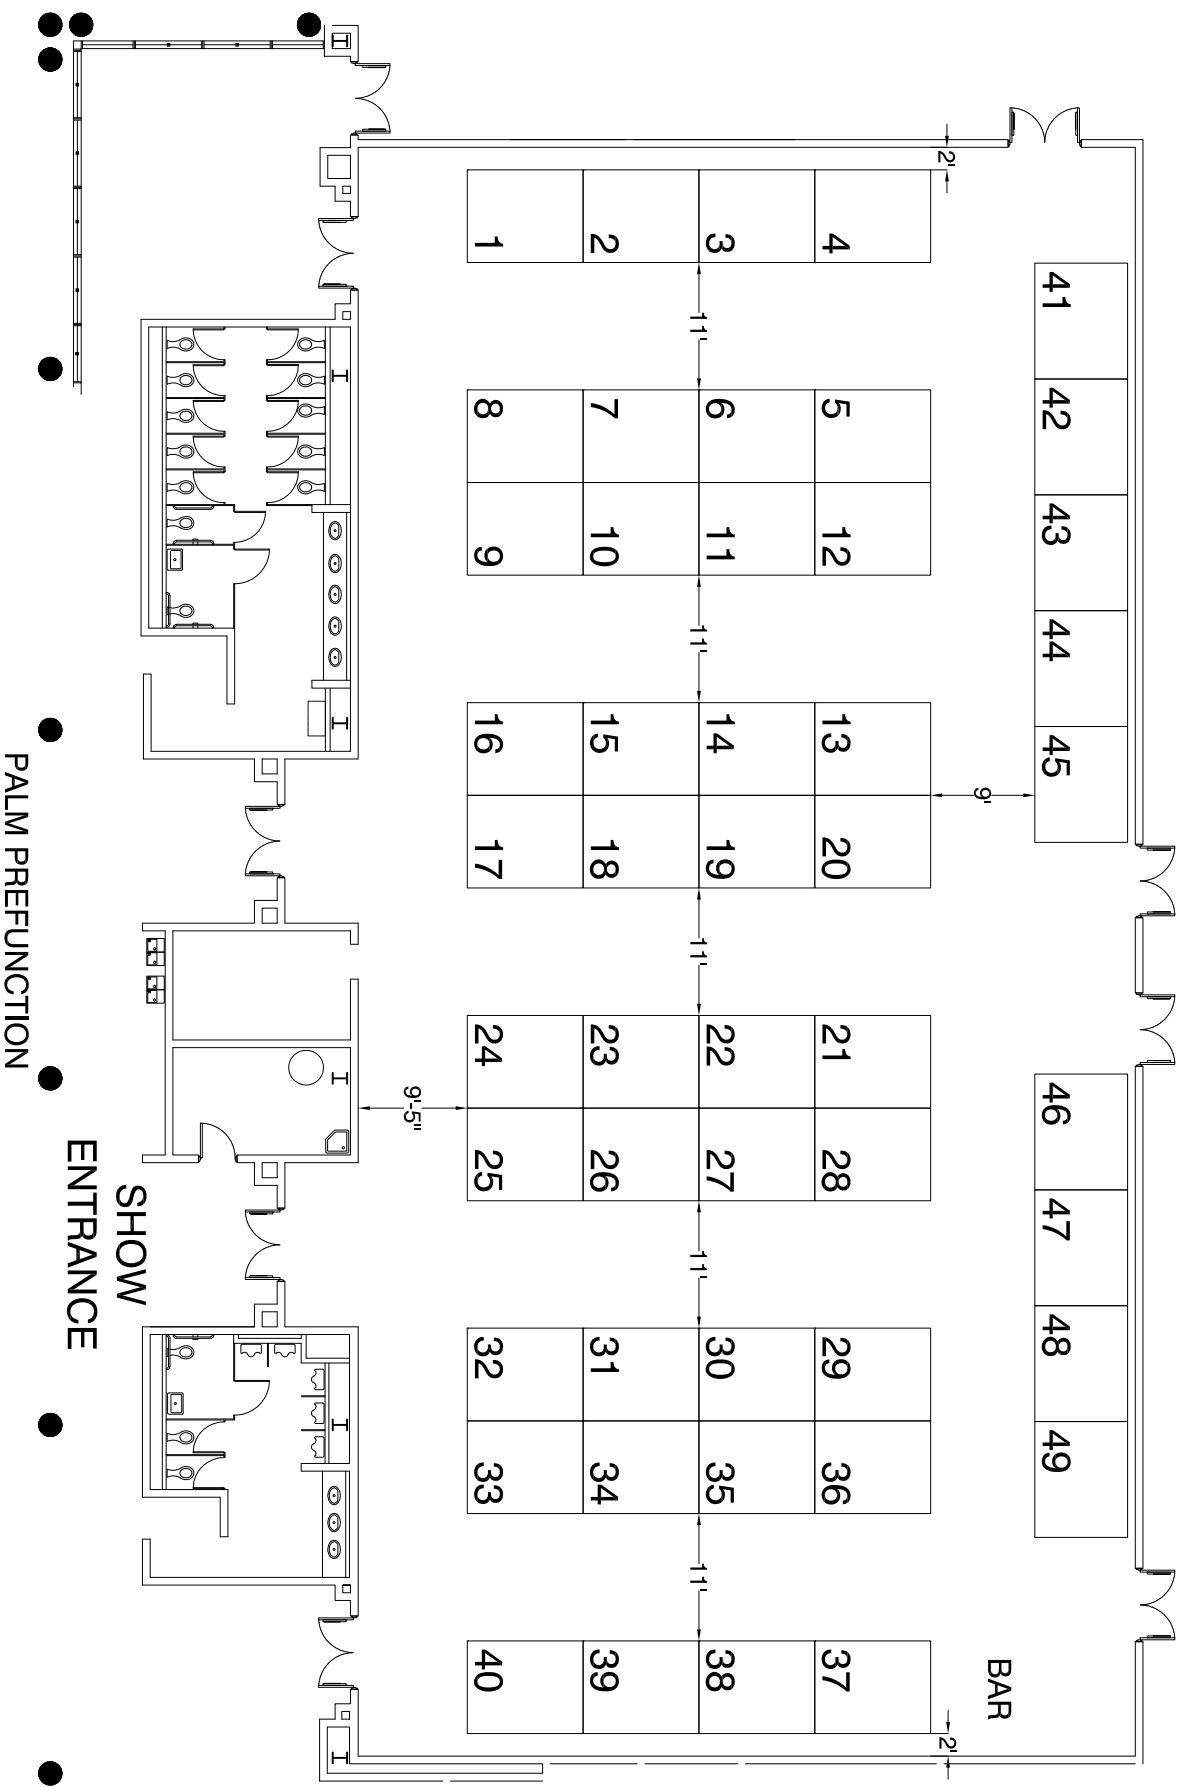 41 42 43 44 45 46 47 48 49
BAR
9'
2' 2'
4 5 12 13 20 21 28 29 36 37
3 6 11 14 19 22 27 30 35 38
11' 11' 11' 11' 11'
2 7 10 15 18 23 26 31 34 39
1 8 9 16 17 24 25 32 33 40
9'-5"
SHOW
ENTRANCE
PALM PREFUNCTION